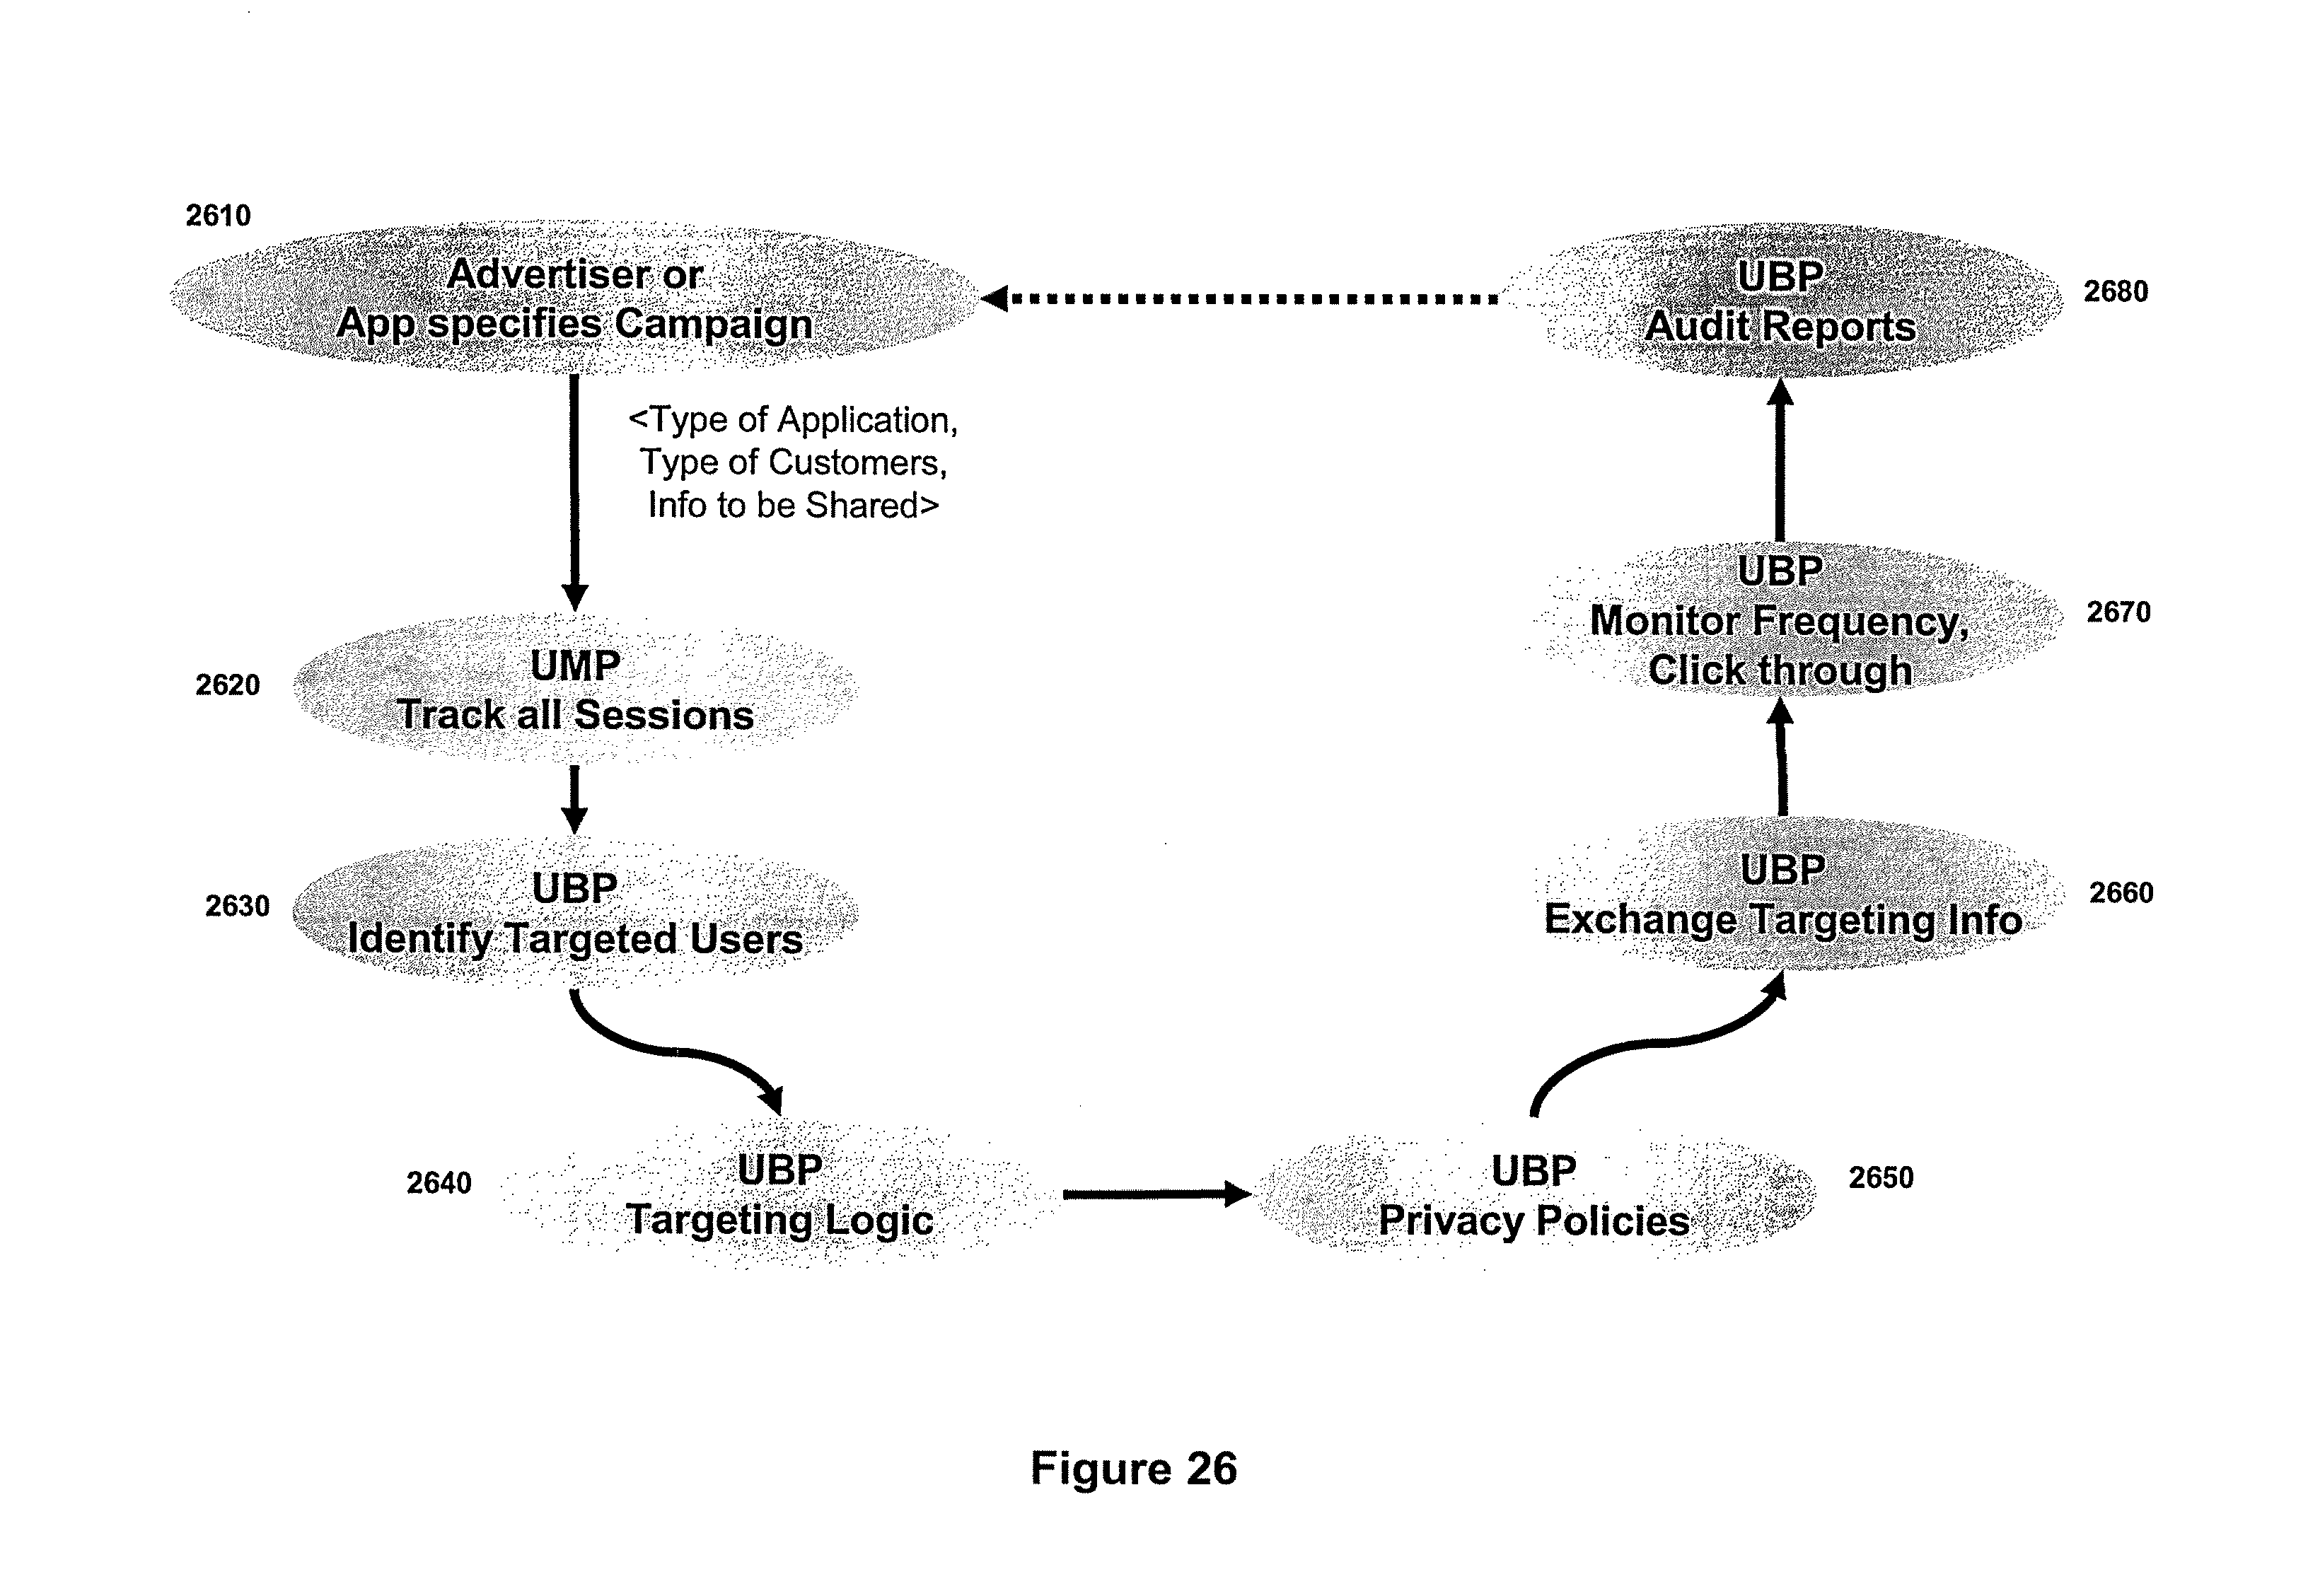 2610
Advertiser or
App specifies Campaign
<Type of Application,
Type of Customers,
Info to be Shared>
2620
UMP
Track all Sessions
2630
UBP
Identify Targeted Users
2640
UBP
Targeting Logic
UBP
Privacy Policies
2650
UBP
Exchange Targeting Info
2660
UBP
Monitor Frequency,
Click through
2670
UBP
Audit Reports
2680
Figure 26